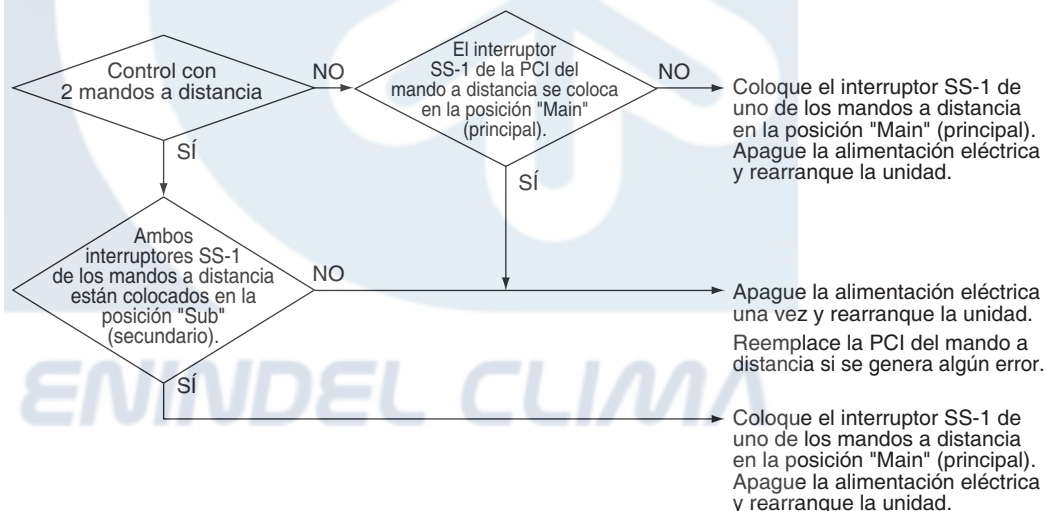 Control con
2 mandos a distancia
NO
El interruptor
SS-1 de la PCI del
mando a distancia se coloca
en la posición "Main"
(principal).
NO
Coloque el interruptor SS-1 de
uno de los mandos a distancia
en la posición "Main" (principal).
Apague la alimentación eléctrica
y rearranque la unidad.
SÍ
SÍ
Ambos
interruptores SS-1
de los mandos a distancia
están colocados en la
posición "Sub"
(secundario).
NO
Apague la alimentación eléctrica
una vez y rearranque la unidad.
Reemplace la PCI del mando a
distancia si se genera algún error.
SÍ
ENINDEL CLIMA
Coloque el interruptor SS-1 de
uno de los mandos a distancia
en la posición "Main" (principal).
Apague la alimentación eléctrica
y rearranque la unidad.